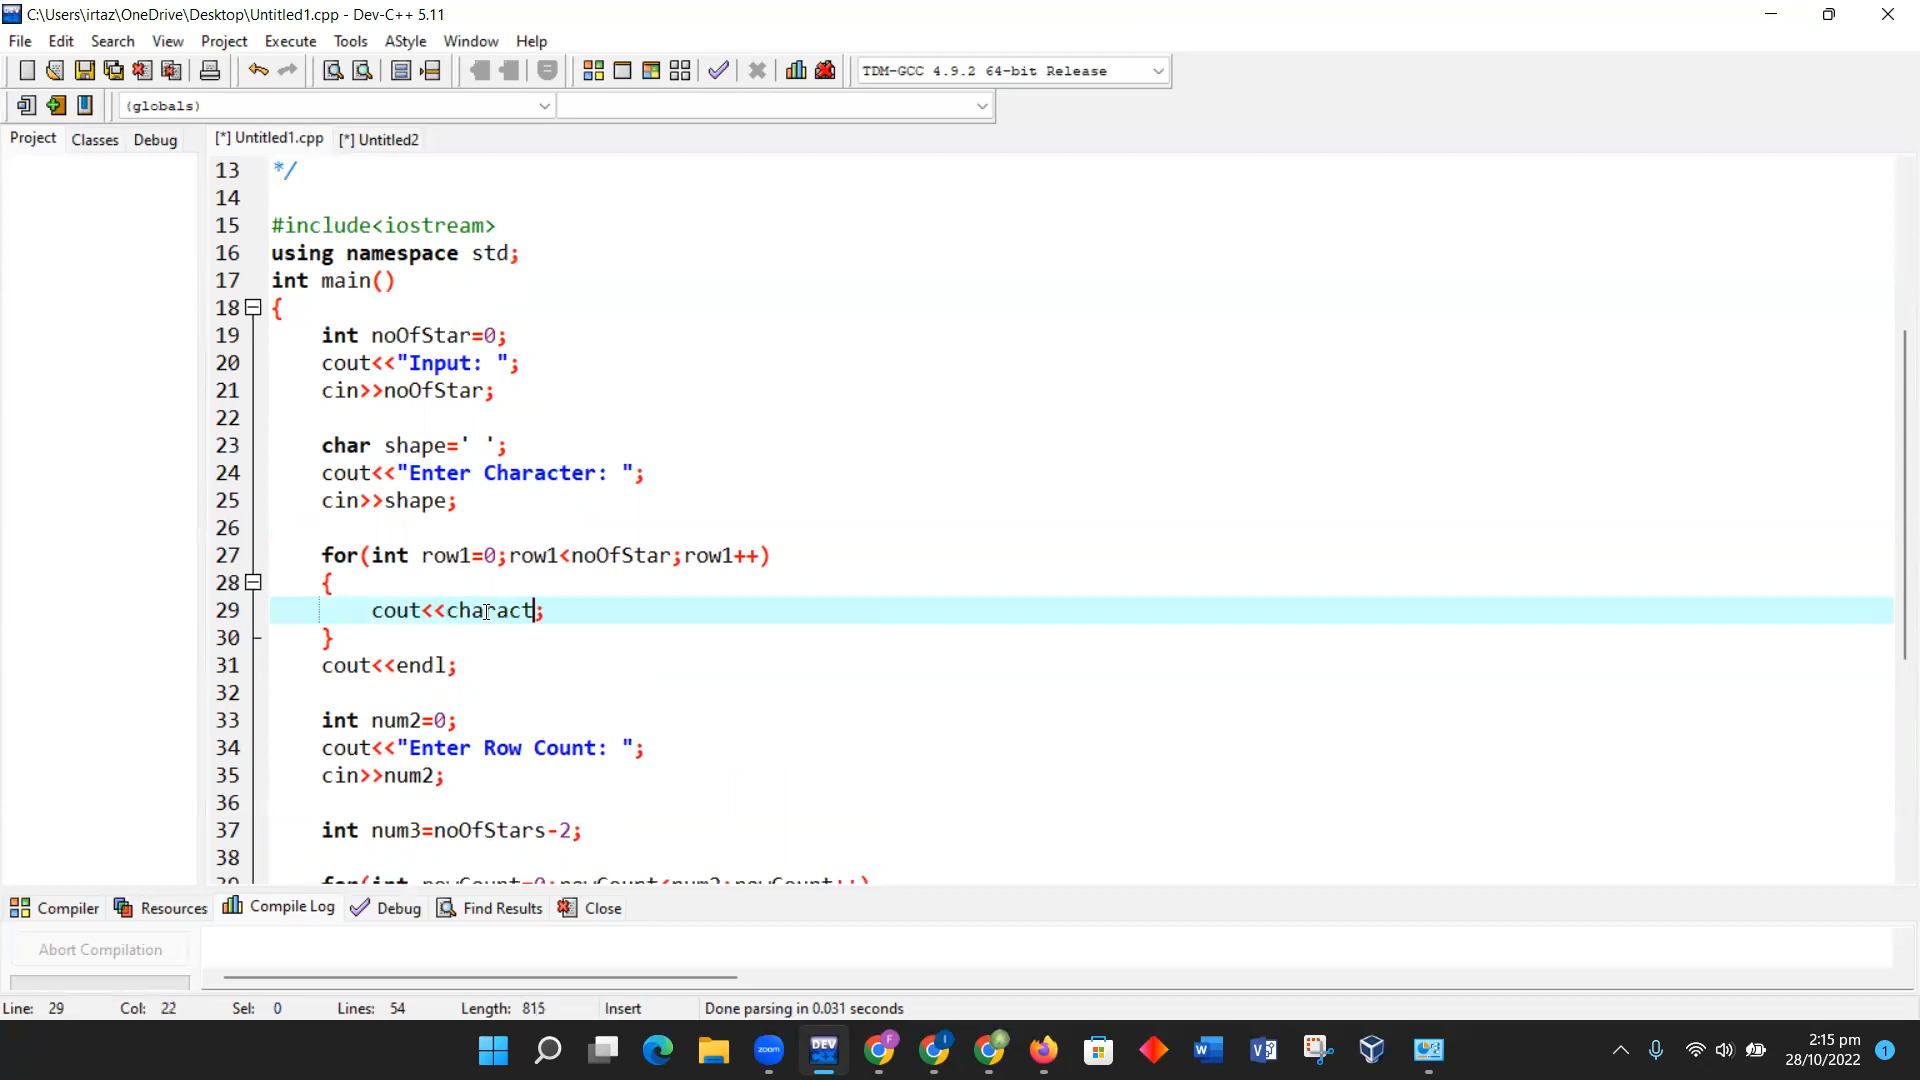 C:\Users\irtaz\OneDrive\Desktop\Untitled1.cpp - Dev-C++ 5.11
File Edit Search View Project Execute Tools AStyle Window Help
TDM-GCC 4.9.2 64-bit Release
(globals)
Project Classes Debug [*] Untitled1.cpp [*] Untitled2
13 */
14
15 #include<iostream>
16 using namespace std;
17 int main()
18 {
19 int noOfStar=0;
20 cout<<"Input: ";
21 cin>>noOfStar;
22
23 char shape=' ';
24 cout<<"Enter Character: ";
25 cin>>shape;
26
27 for(int row1=0;row1<noOfStar;row1++)
28 {
29 cout<<charact;
30 }
31 cout<<endl;
32
33 int num2=0;
34 cout<<"Enter Row Count: ";
35 cin>>num2;
36
37 int num3=noOfStars-2;
38
39 for(int rowCount=0;rowCount<num2;rowCount++)
Compiler Resources Compile Log Debug Find Results Close
Abort Compilation
Line: 29 Col: 22 Sel: 0 Lines: 54 Length: 815 Insert Done parsing in 0.031 seconds
zoom DEV F I A W V
2:15 pm
28/10/2022
1